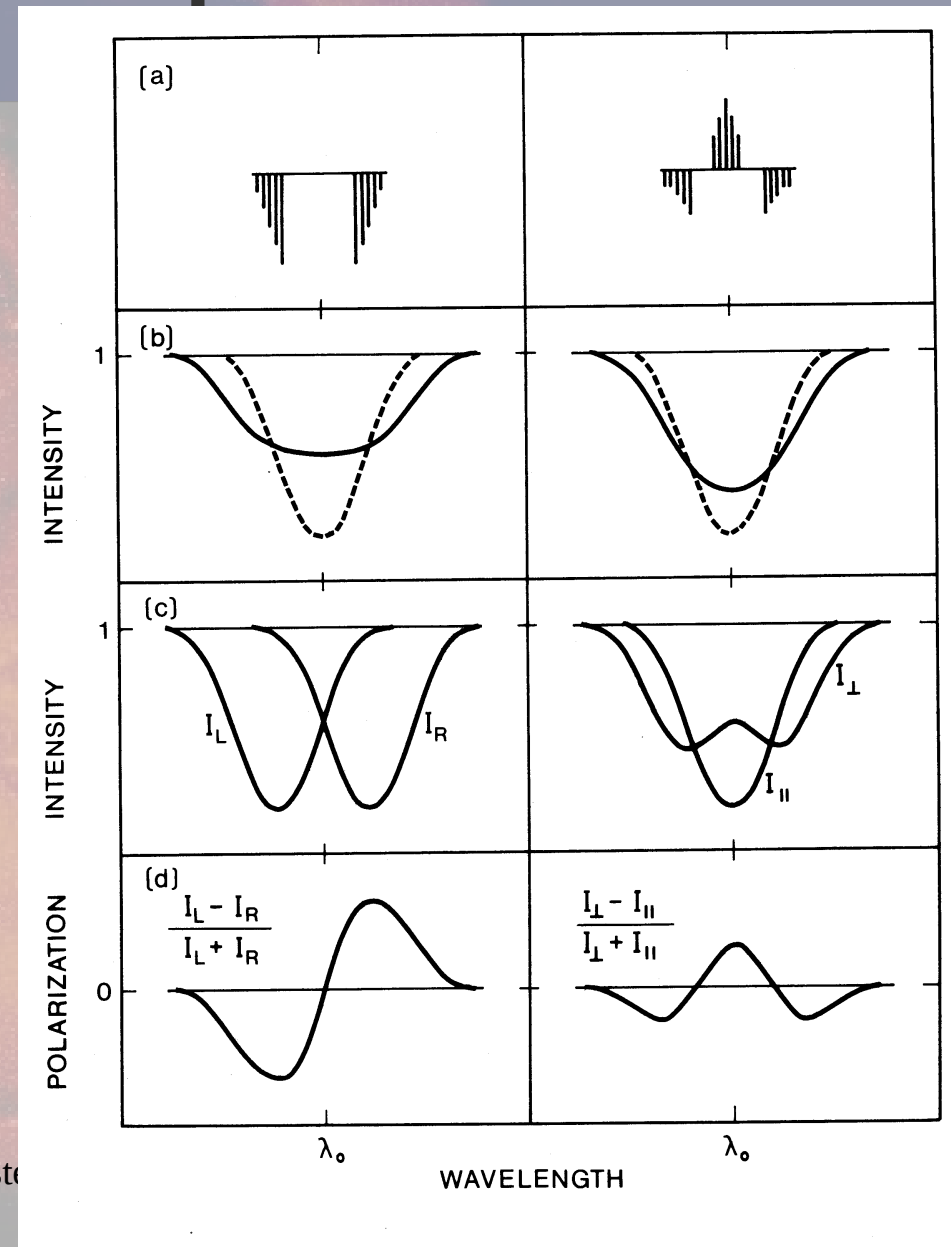 (a)
(b)
1
INTENSITY
(c)
1
I_L
I_R
I_⊥
I_∥
INTENSITY
(d)
I_L - I_R
I_L + I_R
I_⊥ - I_∥
I_⊥ + I_∥
0
POLARIZATION
λ₀
λ₀
WAVELENGTH